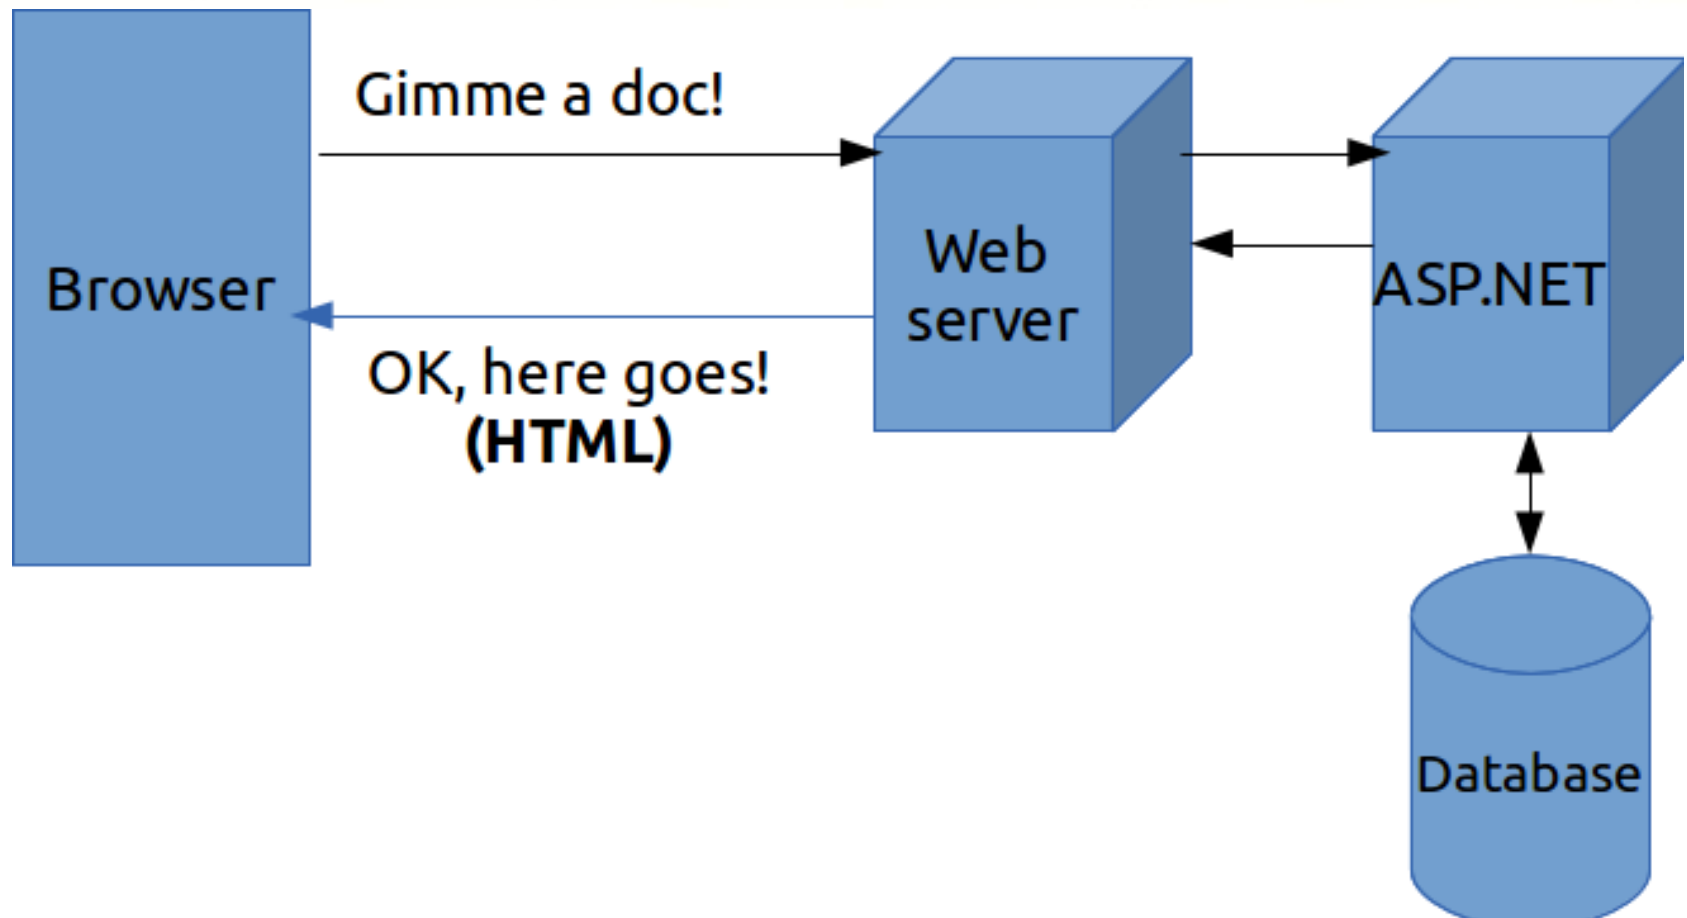 Gimme a doc!
Browser
Web
server
ASP.NET
OK, here goes!
(HTML)
Database